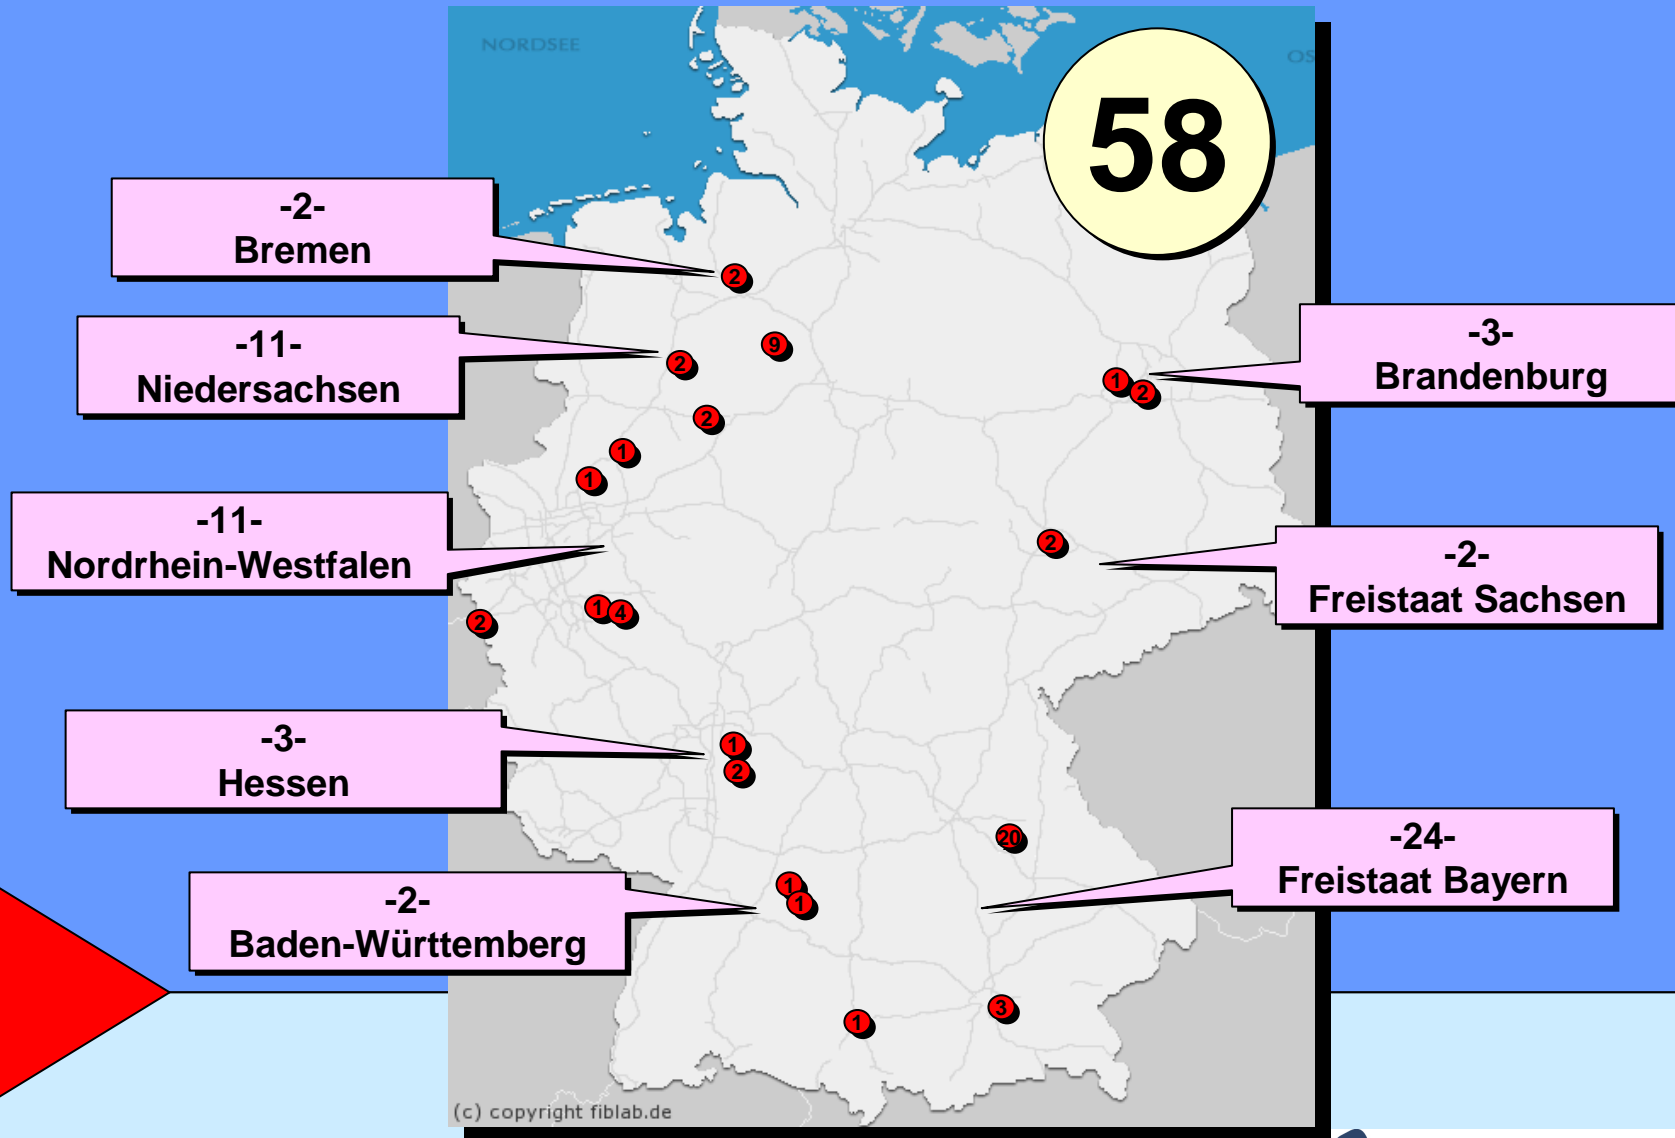 NORDSEE
OS
58
-2-
Bremen
2
-11-
Niedersachsen
9
2
-3-
Brandenburg
1
2
2
1
1
-11-
Nordrhein-Westfalen
2
-2-
Freistaat Sachsen
1
4
2
-3-
Hessen
1
2
20
-24-
Freistaat Bayern
-2-
Baden-Württemberg
1
1
3
1
(c) copyright fiblab.de